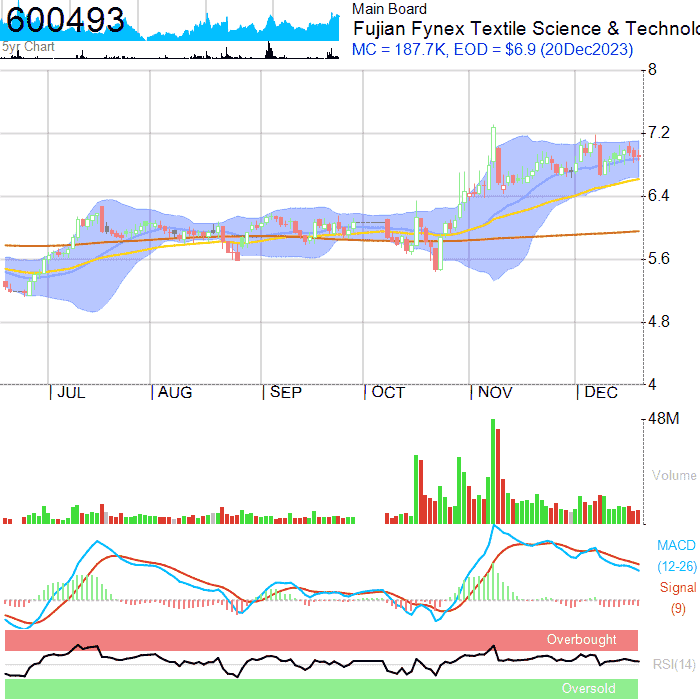 600493
5yr Chart
Main Board
Fujian Fynex Textile Science & Technolo
MC = 187.7K, EOD = $6.9 (20Dec2023)
8
7.2
6.4
5.6
4.8
4
JUL AUG SEP OCT NOV DEC
48M
Volume
MACD
(12-26)
Signal
(9)
Overbought
RSI(14)
Oversold